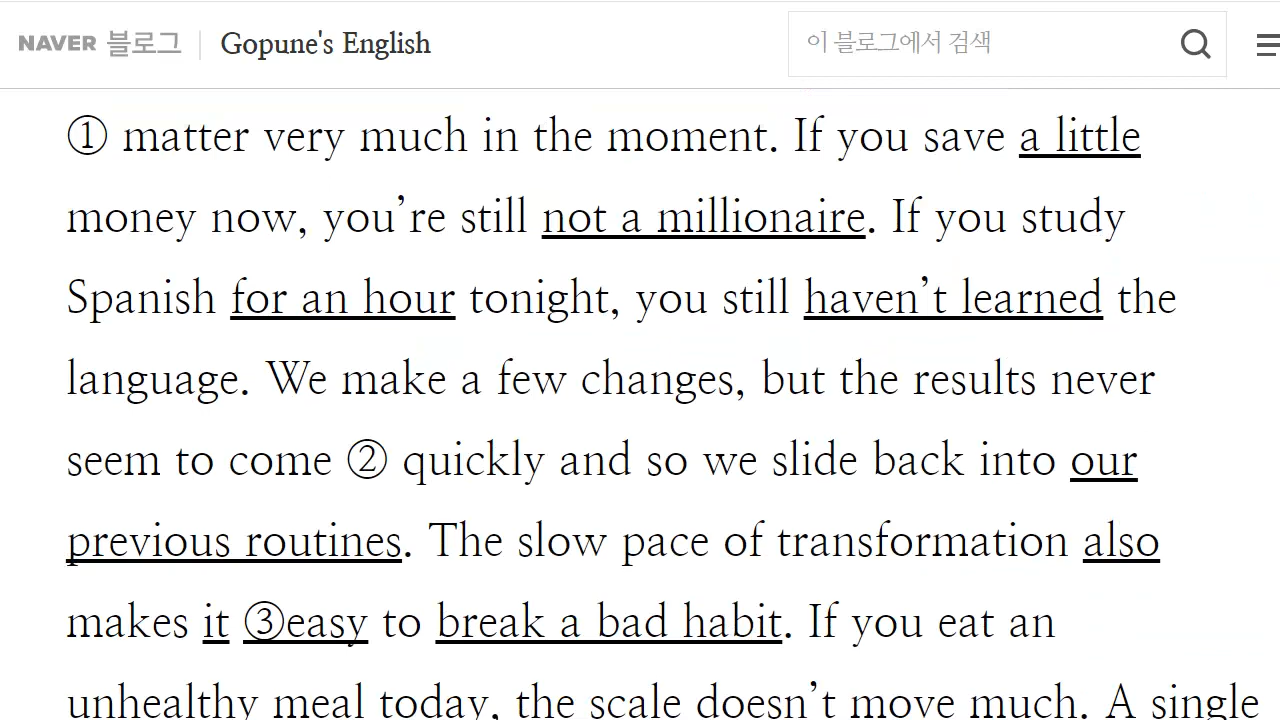 NAVER 블로그 Gopune's English 이 블로그에서 검색
① matter very much in the moment. If you save a little
money now, you’re still not a millionaire. If you study
Spanish for an hour tonight, you still haven’t learned the
language. We make a few changes, but the results never
seem to come ② quickly and so we slide back into our
previous routines. The slow pace of transformation also
makes it ③easy to break a bad habit. If you eat an
unhealthy meal today, the scale doesn’t move much. A single